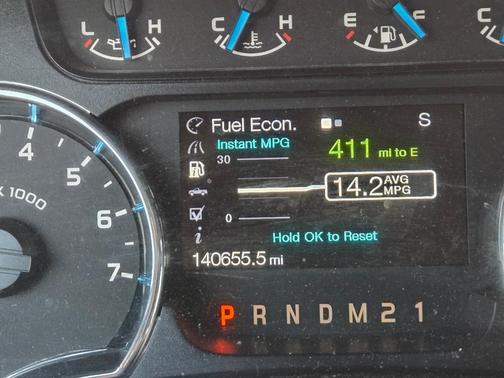 L H C H E F C
Fuel Econ. S
Instant MPG
411 mi to E
30
14.2 AVG MPG
0
Hold OK to Reset
140655.5 mi
4
5
6
7
X 1000
P R N D M 2 1